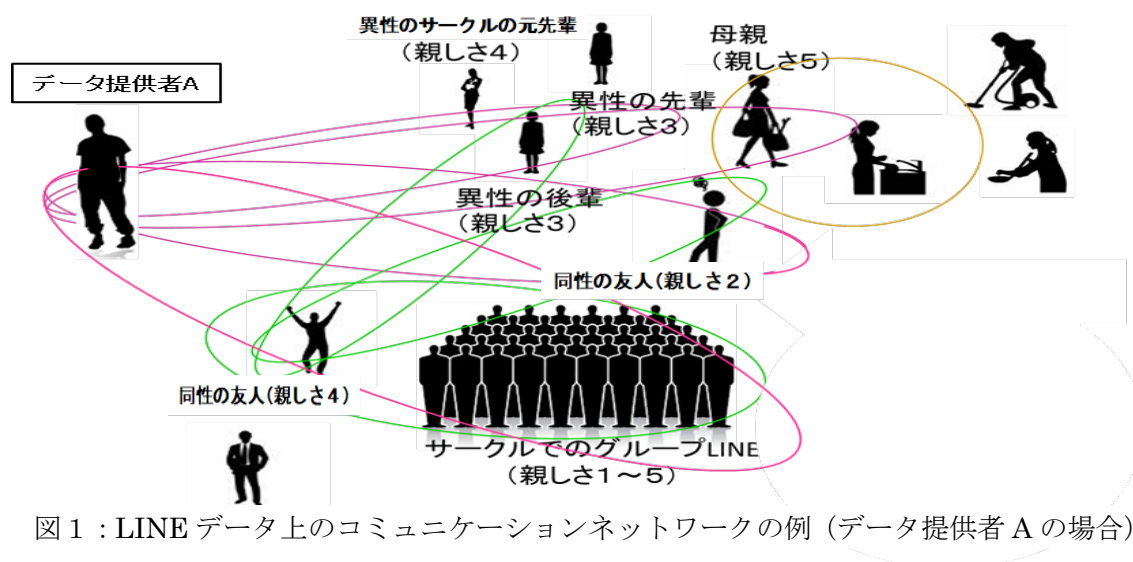 異性のサークルの元先輩
（親しさ4）
母親
（親しさ5）
データ提供者A
異性の先輩
（親しさ3）
異性の後輩
（親しさ3）
同性の友人(親しさ２)
同性の友人(親しさ４)
サークルでのグループLINE
（親しさ１～５）
図１：LINE データ上のコミュニケーションネットワークの例（データ提供者 A の場合）